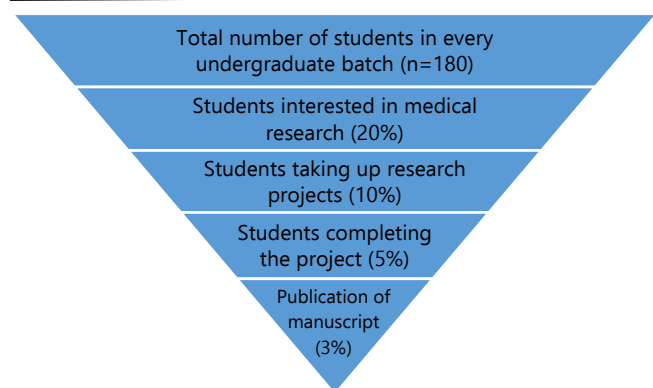 Total number of students in every
undergraduate batch (n=180)
Students interested in medical
research (20%)
Students taking up research
projects (10%)
Students completing
the project (5%)
Publication of
manuscript
(3%)